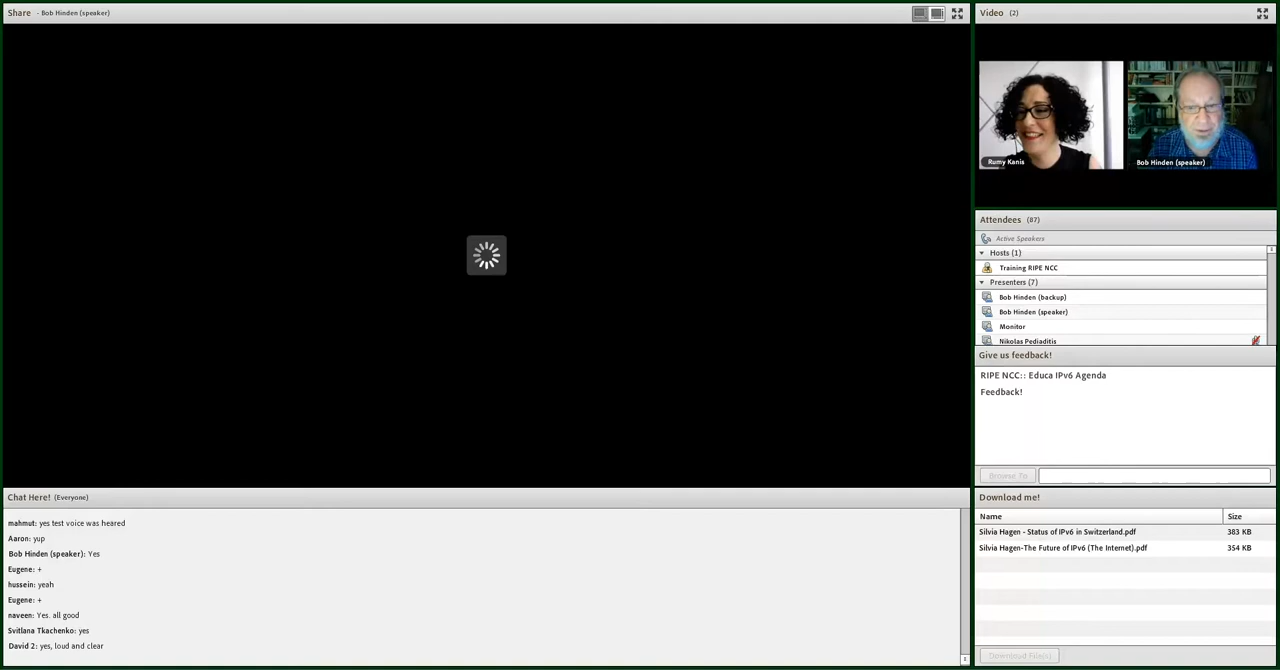 Share - Bob Hinden (speaker)
Video (2)
Rumy Kanis
Bob Hinden (speaker)
Attendees (87)
Active Speakers
Hosts (1)
Training RIPE NCC
Presenters (7)
Bob Hinden (backup)
Bob Hinden (speaker)
Monitor
Nikolas Pediaditis
Give us feedback!
RIPE NCC:: Educa IPv6 Agenda
Feedback!
Browse To
Chat Here! (Everyone)
mahmut: yes test voice was heared
Aaron: yup
Bob Hinden (speaker): Yes
Eugene: +
hussein: yeah
Eugene: +
naveen: Yes. all good
Svitlana Tkachenko: yes
David 2: yes, loud and clear
Download me!
Name Size
Silvia Hagen - Status of IPv6 in Switzerland.pdf 383 KB
Silvia Hagen-The Future of IPv6 (The Internet).pdf 354 KB
Download File(s)